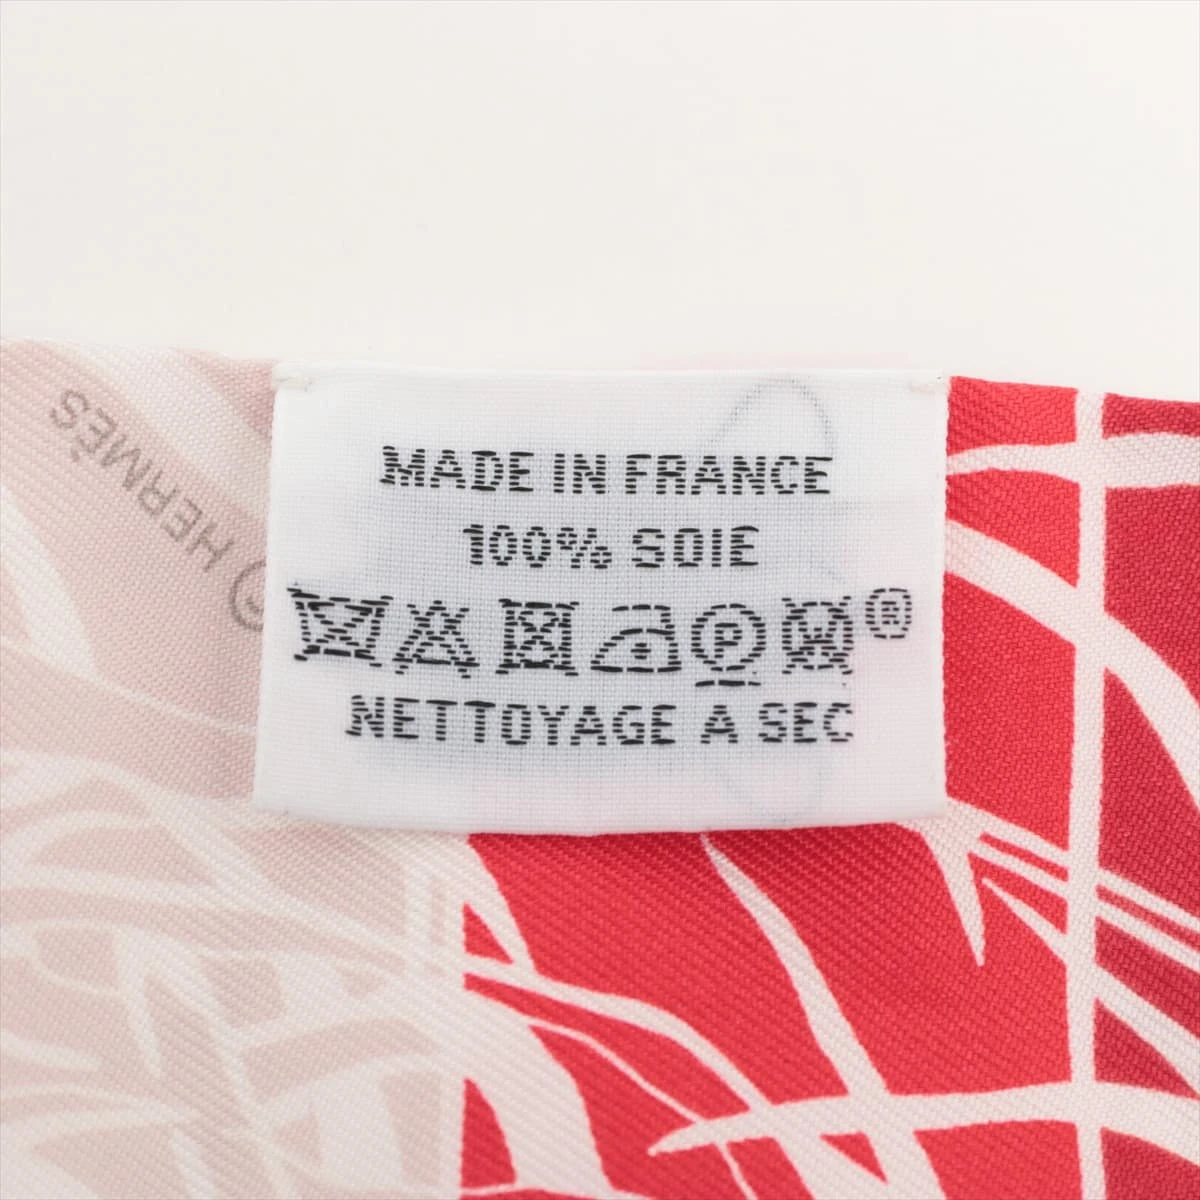 MADE IN FRANCE
100% SOIE
P W ®
NETTOYAGE A SEC
© HERMÈS